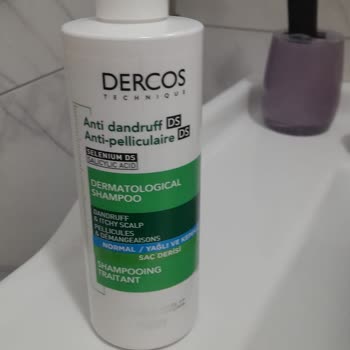 DERCOS
TECHNIQUE
Anti dandruff DS
Anti-pelliculaire DS
SELENIUM DS
SALICYLIC ACID
DERMATOLOGICAL
SHAMPOO
DANDRUFF
& ITCHY SCALP
PELLICULES
& DÉMANGEAISONS
NORMAL / YAĞLI VE
SAÇ DERİSİ
SHAMPOOING
TRAITANT